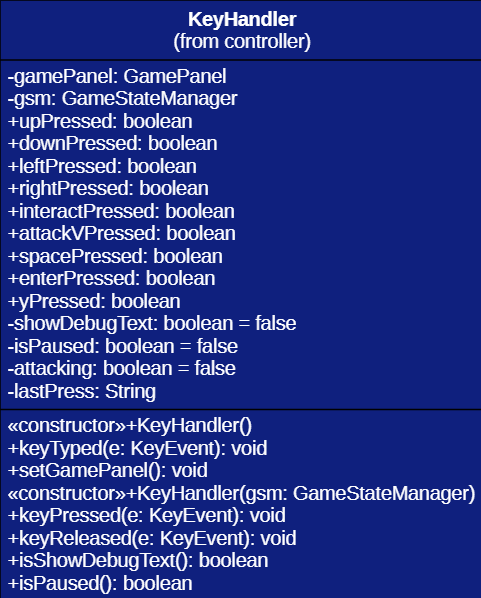 KeyHandler
(from controller)
-gamePanel: GamePanel
-gsm: GameStateManager
+upPressed: boolean
+downPressed: boolean
+leftPressed: boolean
+rightPressed: boolean
+interactPressed: boolean
+attackVPressed: boolean
+spacePressed: boolean
+enterPressed: boolean
+yPressed: boolean
-showDebugText: boolean = false
-isPaused: boolean = false
-attacking: boolean = false
-lastPress: String
«constructor»+KeyHandler()
+keyTyped(e: KeyEvent): void
+setGamePanel(): void
«constructor»+KeyHandler(gsm: GameStateManager)
+keyPressed(e: KeyEvent): void
+keyReleased(e: KeyEvent): void
+isShowDebugText(): boolean
+isPaused(): boolean